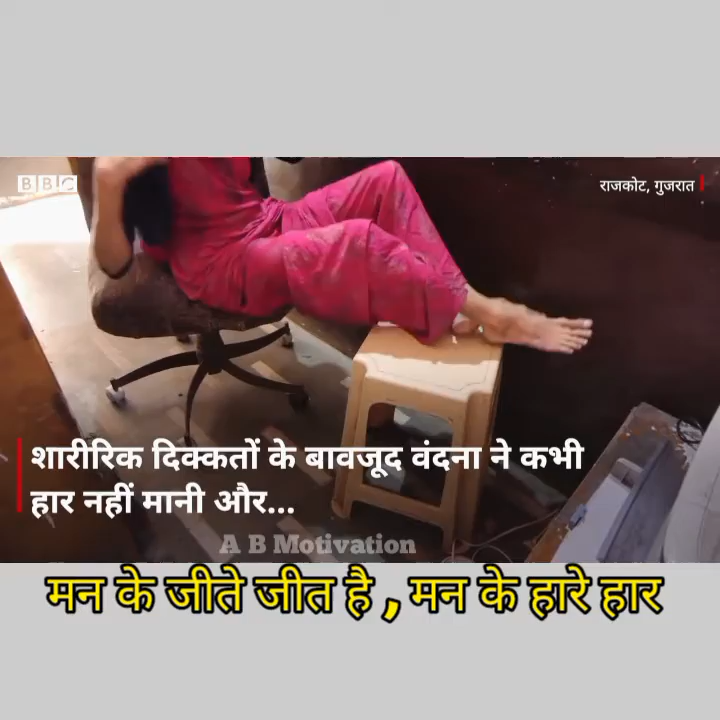 BBC
राजकोट, गुजरात
शारीरिक दिक्कतों के बावजूद वंदना ने कभी
हार नहीं मानी और...
A B Motivation
मन के जीते जीत है , मन के हारे हार